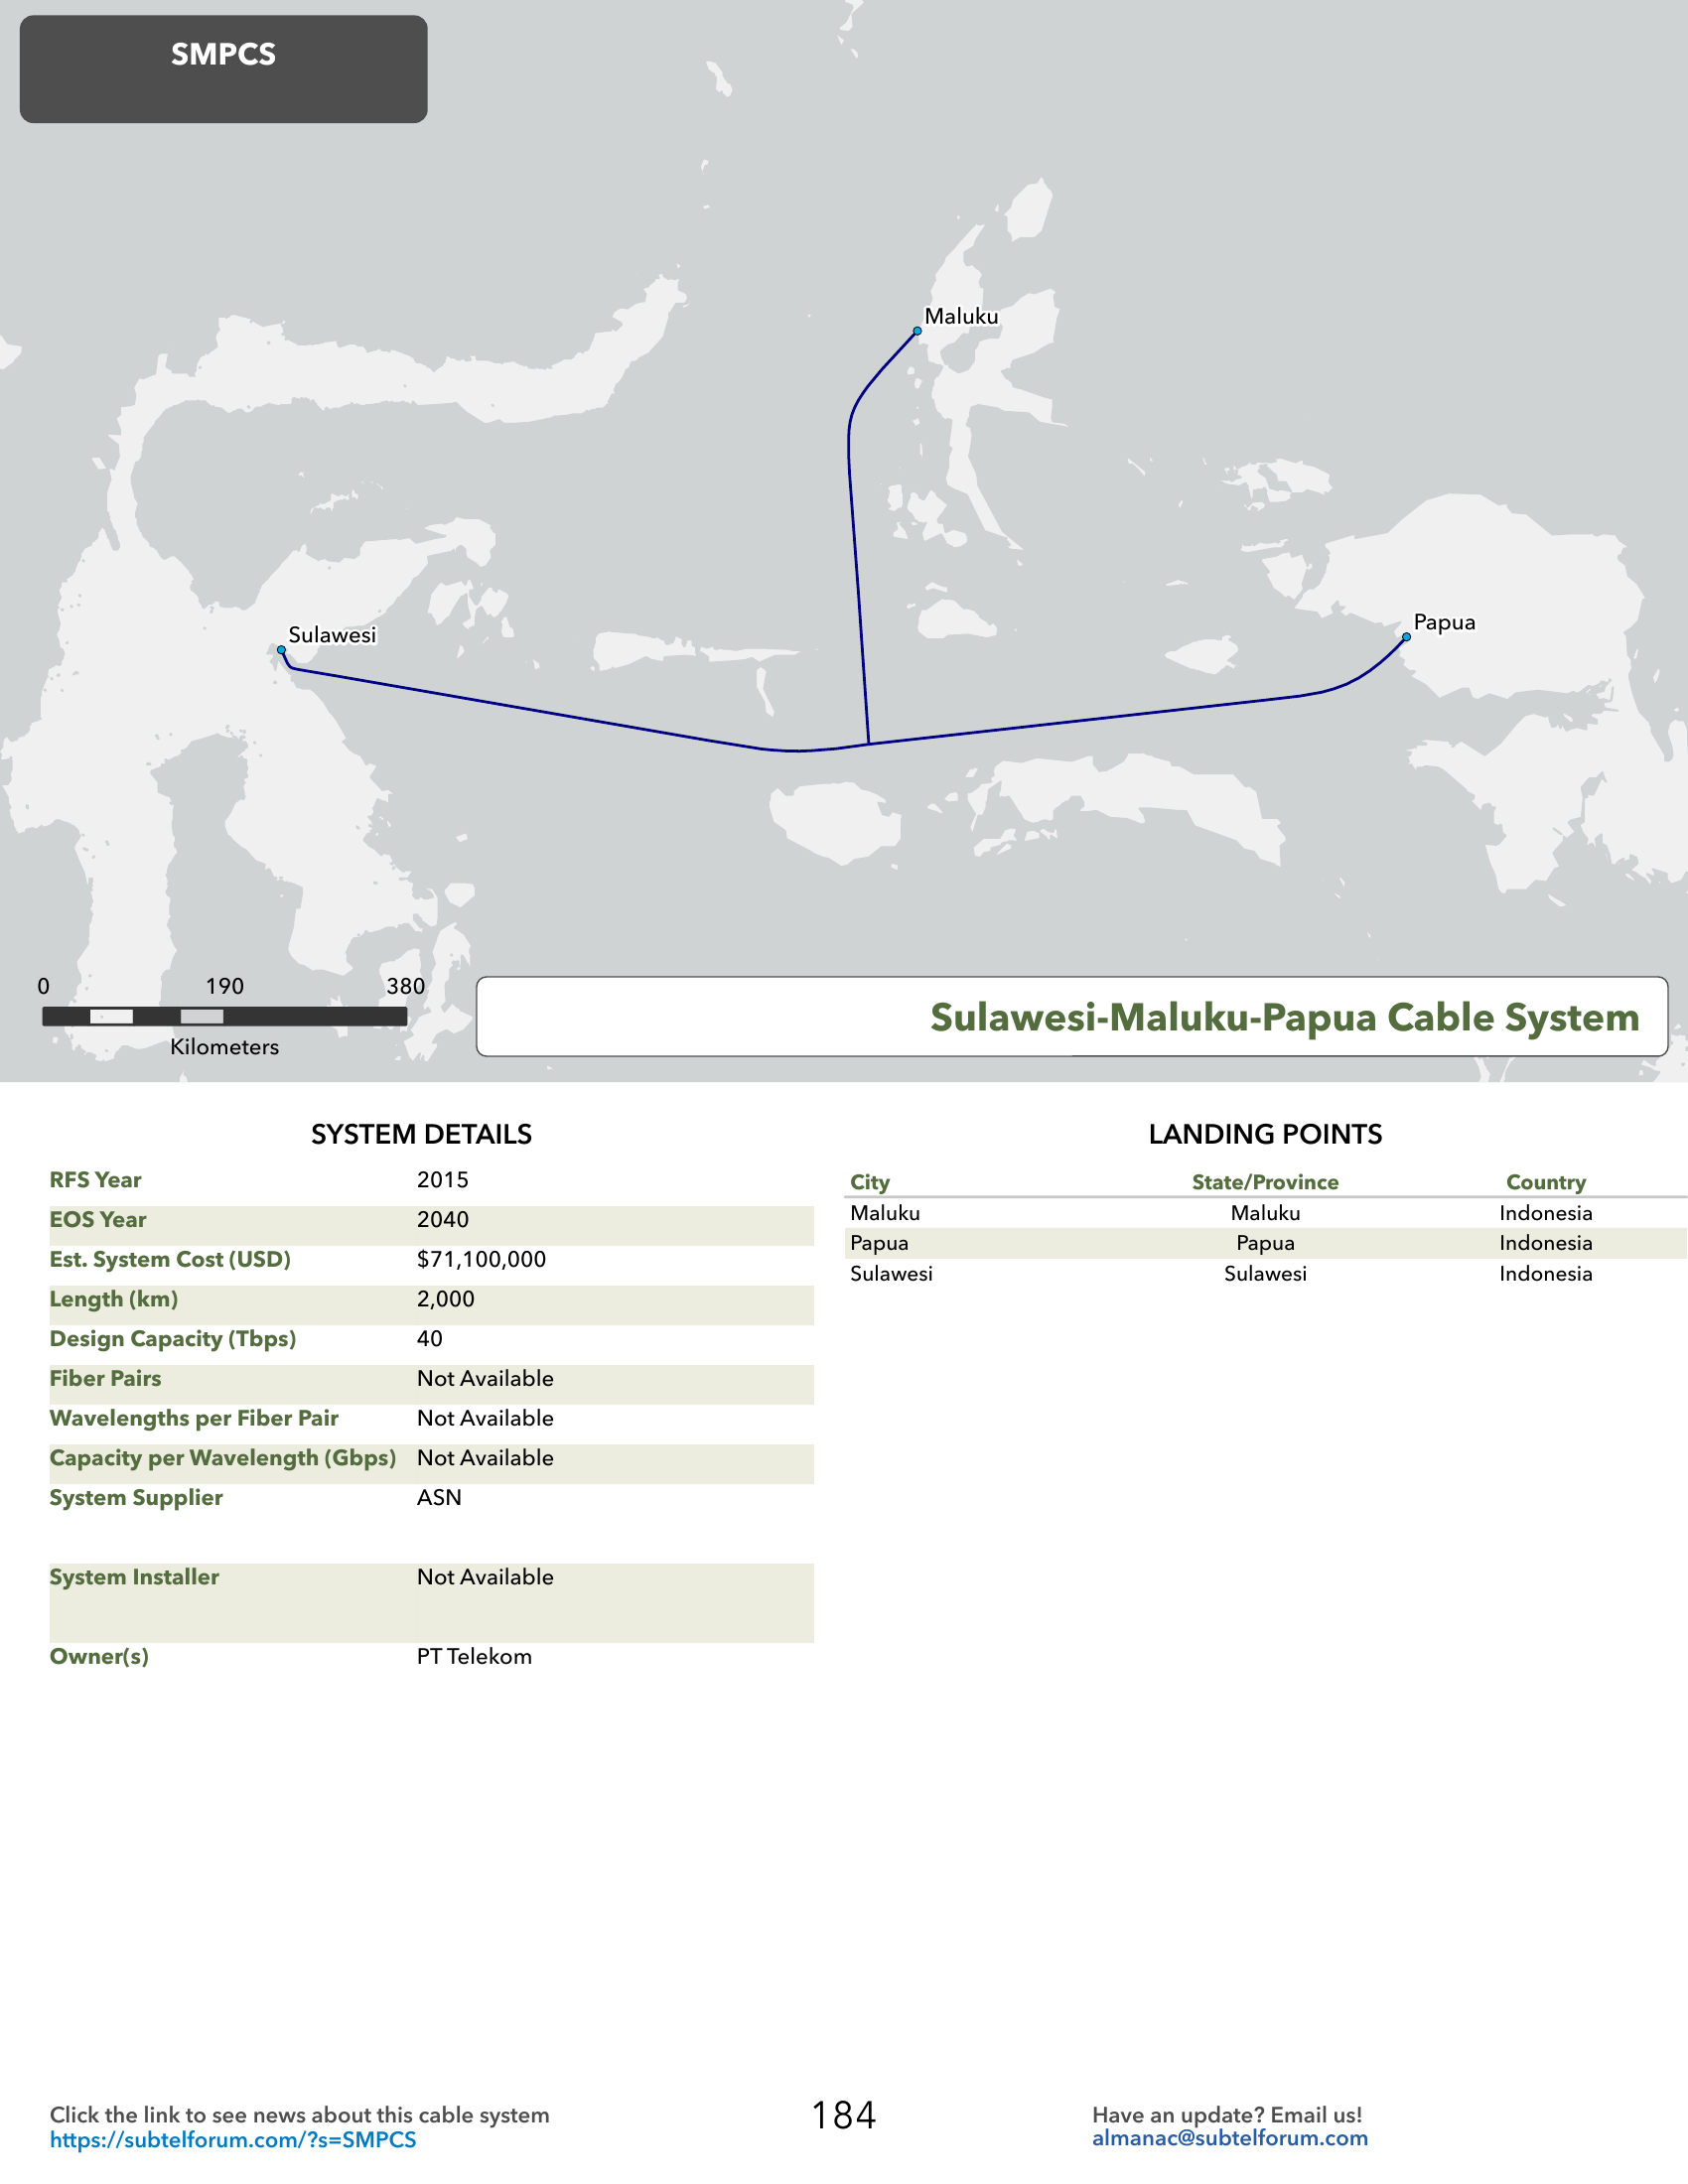 SMPCS
Maluku
Sulawesi
Papua
0 190 380
Kilometers
Sulawesi-Maluku-Papua Cable System
SYSTEM DETAILS
RFS Year 2015
EOS Year 2040
Est. System Cost (USD) $71,100,000
Length (km) 2,000
Design Capacity (Tbps) 40
Fiber Pairs Not Available
Wavelengths per Fiber Pair Not Available
Capacity per Wavelength (Gbps) Not Available
System Supplier ASN
System Installer Not Available
Owner(s) PT Telekom
LANDING POINTS
City State/Province Country
Maluku Maluku Indonesia
Papua Papua Indonesia
Sulawesi Sulawesi Indonesia
Click the link to see news about this cable system
https://subtelforum.com/?s=SMPCS
184
Have an update? Email us!
almanac@subtelforum.com